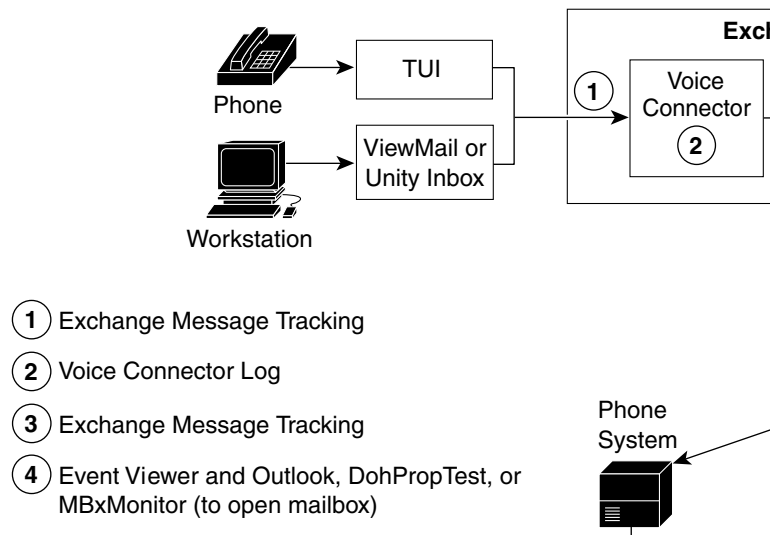 Excl
TUI
Phone
1
Voice
Connector
2
ViewMail or
Unity Inbox
Workstation
1 Exchange Message Tracking
2 Voice Connector Log
3 Exchange Message Tracking
4 Event Viewer and Outlook, DohPropTest, or
MBxMonitor (to open mailbox)
Phone
System